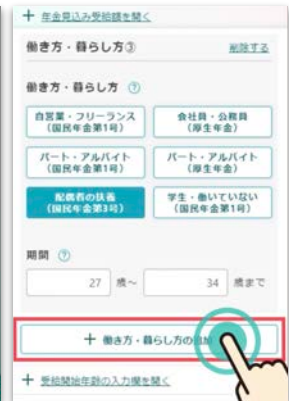 + 年金見込み受給額を開く
働き方・暮らし方③ 削除する
働き方・暮らし方 ?
自営業・フリーランス
(国民年金第1号)
会社員・公務員
(厚生年金)
パート・アルバイト
(国民年金第1号)
パート・アルバイト
(厚生年金)
配偶者の扶養
(国民年金第3号)
学生・働いていない
(国民年金第1号)
期間 ?
27 歳~ 34 歳まで
+ 働き方・暮らし方の追加
+ 受給開始年齢の入力欄を開く